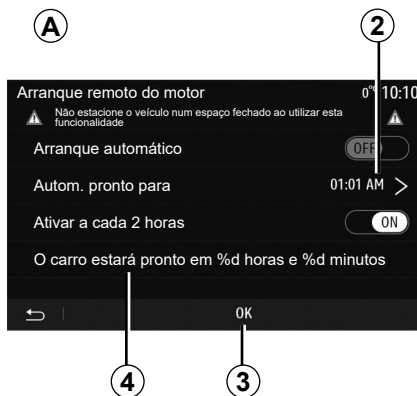 A
2
Arranque remoto do motor 0° 10:10
Não estacione o veículo num espaço fechado ao utilizar esta
funcionalidade
Arranque automático OFF
Autom. pronto para 01:01 AM
Ativar a cada 2 horas ON
O carro estará pronto em %d horas e %d minutos
OK
4
3